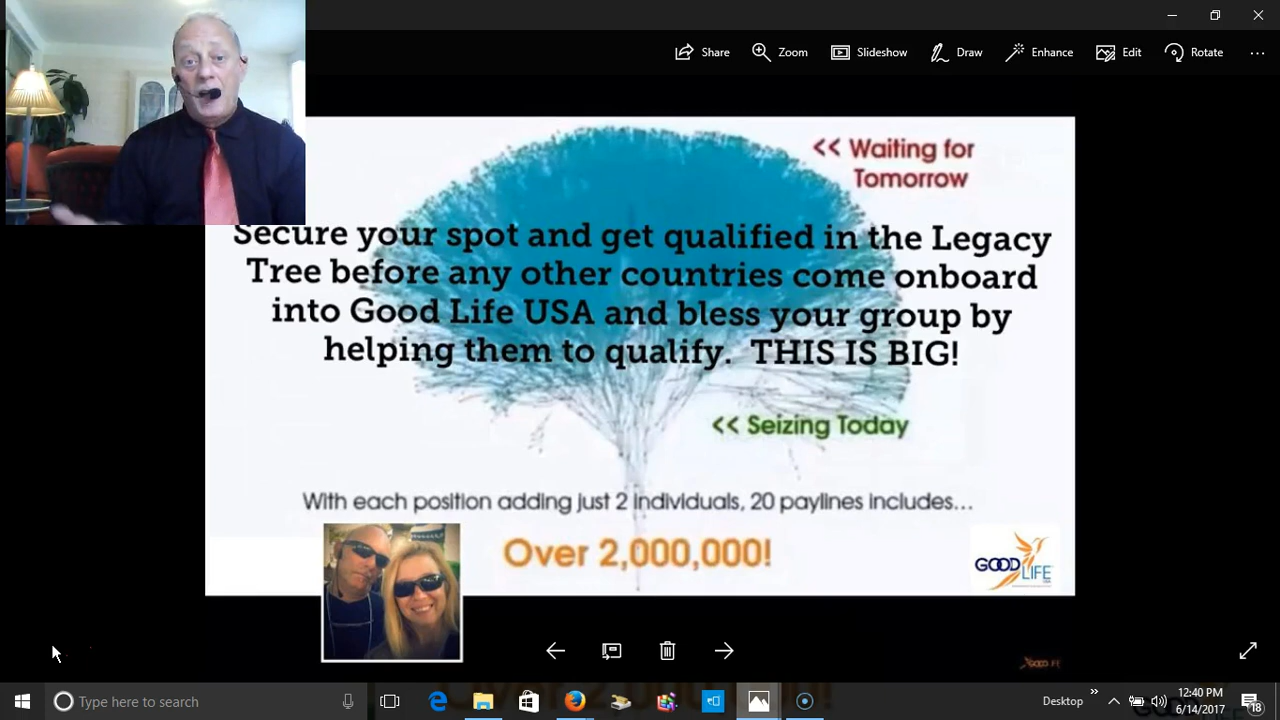 Share Zoom Slideshow Draw Enhance Edit Rotate
<< Waiting for
Tomorrow
Secure your spot and get qualified in the Legacy
Tree before any other countries come onboard
into Good Life USA and bless your group by
helping them to qualify. THIS IS BIG!
<< Seizing Today
With each position adding just 2 individuals, 20 paylines includes...
Over 2,000,000!
GOOD
LIFE
GOOD LIFE
Type here to search
Desktop
12:40 PM
6/14/2017
18